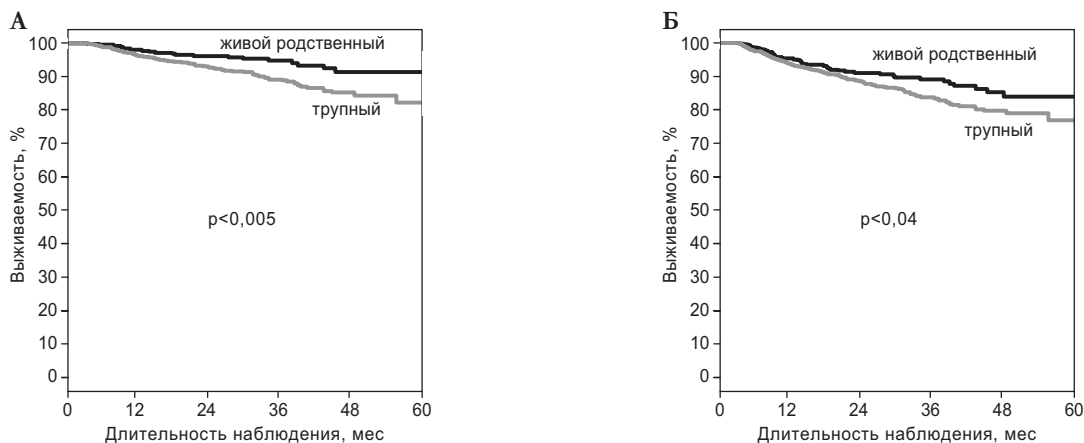 А
100
90
80
70
60
50
40
30
20
10
0
Выживаемость, %
живой родственный
трупный
p<0,005
0 12 24 36 48 60
Длительность наблюдения, мес
Б
100
90
80
70
60
50
40
30
20
10
0
Выживаемость, %
живой родственный
трупный
p<0,04
0 12 24 36 48 60
Длительность наблюдения, мес